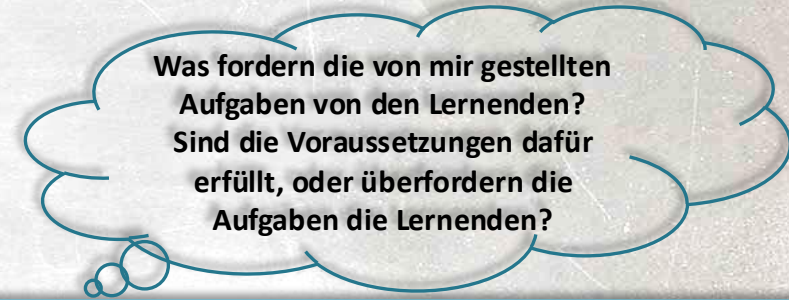 Was fordern die von mir gestellten
Aufgaben von den Lernenden?
Sind die Voraussetzungen dafür
erfüllt, oder überfordern die
Aufgaben die Lernenden?